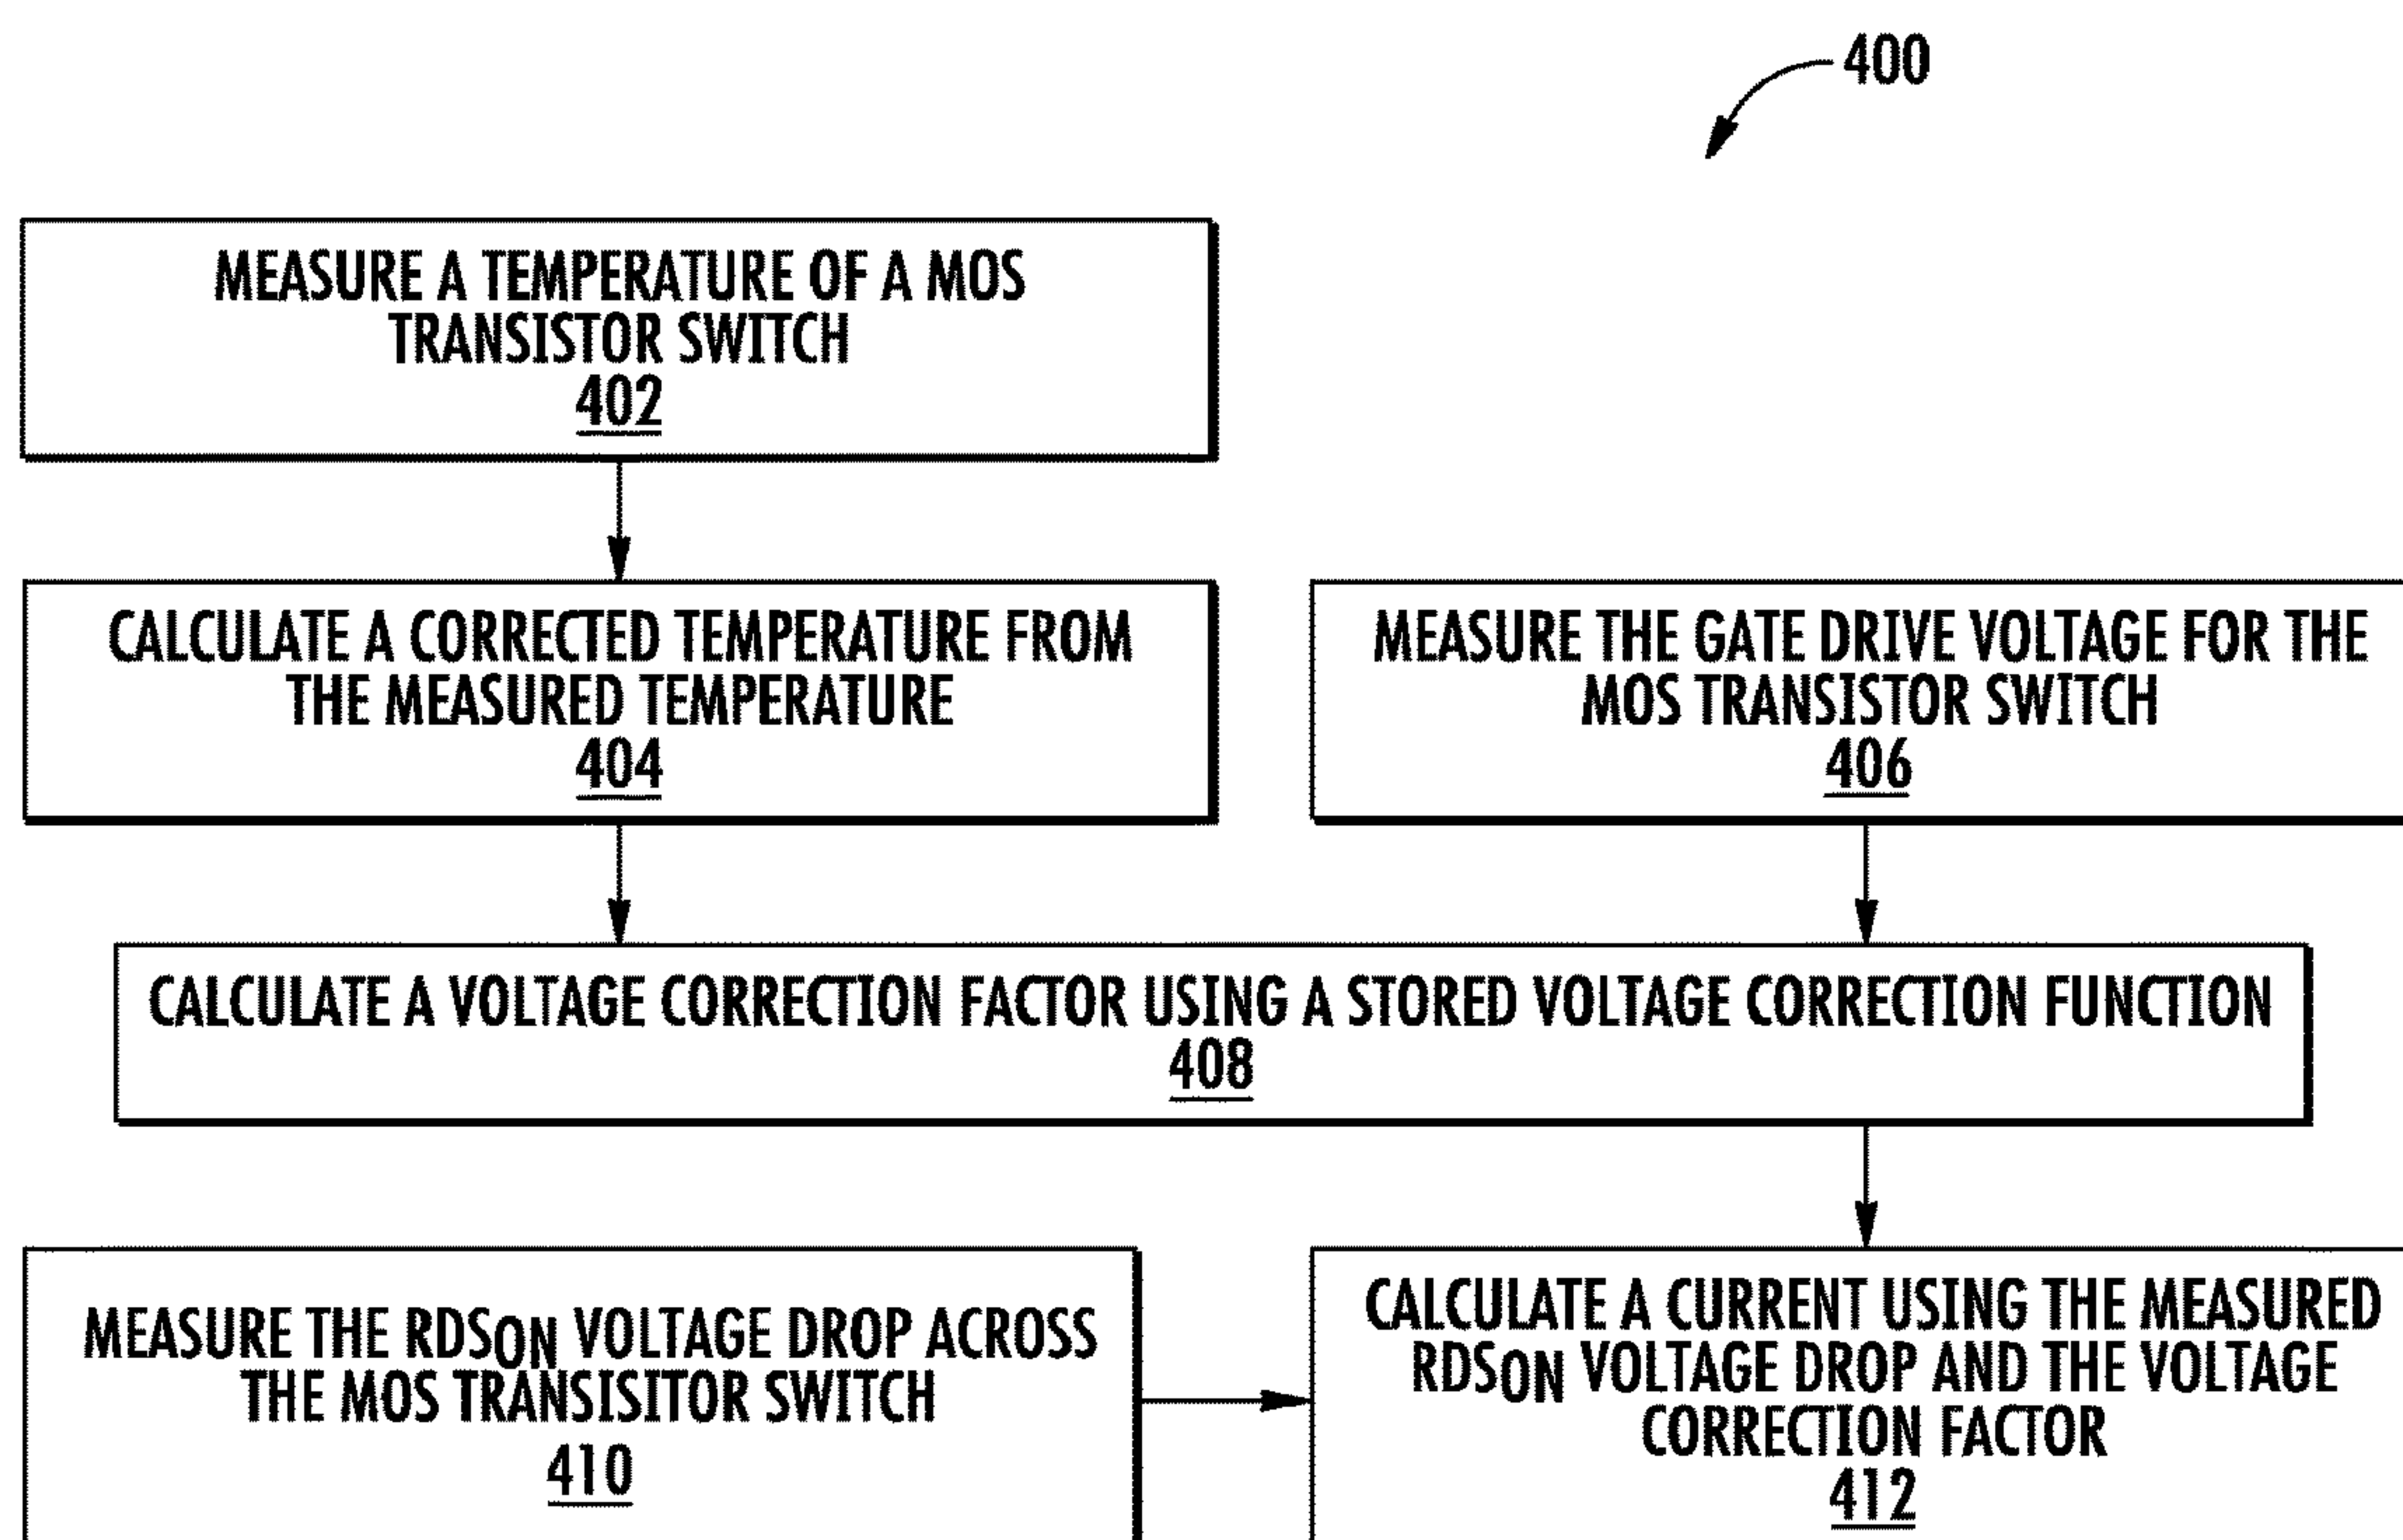 400
MEASURE A TEMPERATURE OF A MOS
TRANSISTOR SWITCH
402
CALCULATE A CORRECTED TEMPERATURE FROM
THE MEASURED TEMPERATURE
404
MEASURE THE GATE DRIVE VOLTAGE FOR THE
MOS TRANSISTOR SWITCH
406
CALCULATE A VOLTAGE CORRECTION FACTOR USING A STORED VOLTAGE CORRECTION FUNCTION
408
MEASURE THE RDSON VOLTAGE DROP ACROSS
THE MOS TRANSISITOR SWITCH
410
CALCULATE A CURRENT USING THE MEASURED
RDSON VOLTAGE DROP AND THE VOLTAGE
CORRECTION FACTOR
412